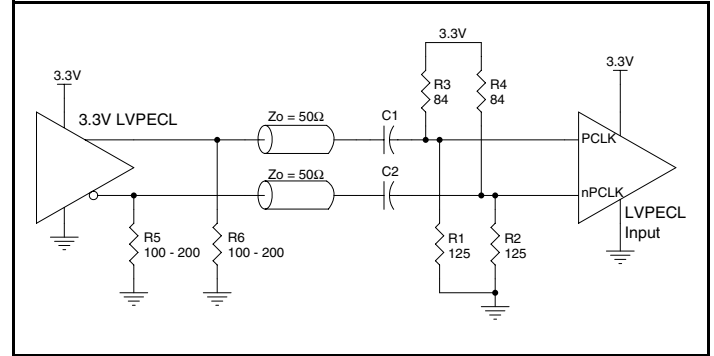 3.3V
3.3V LVPECL
Zo = 50Ω
C1
3.3V
R3
84
R4
84
3.3V
PCLK
Zo = 50Ω
C2
nPCLK
LVPECL
Input
R5
100 - 200
R6
100 - 200
R1
125
R2
125